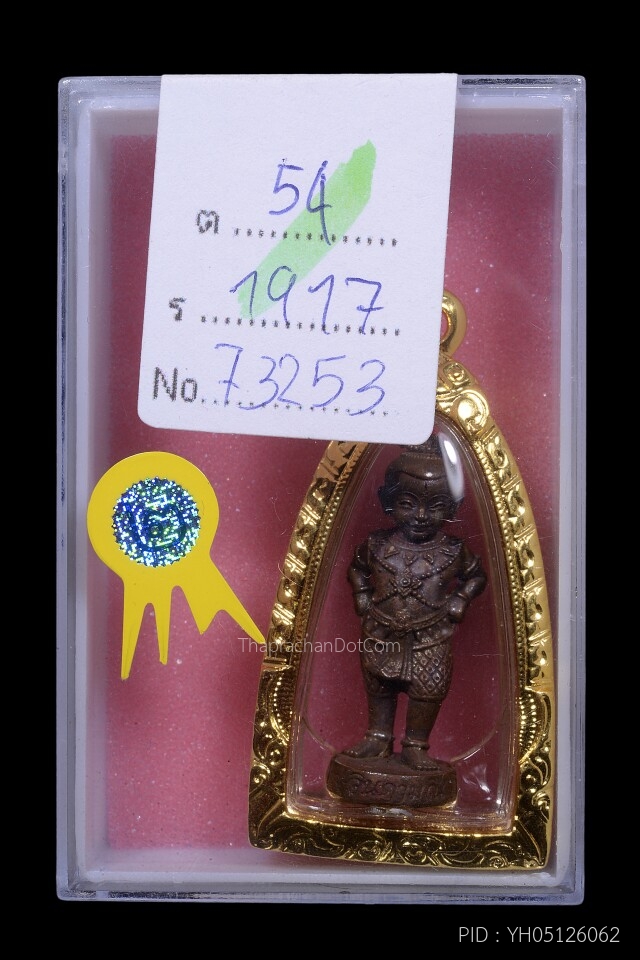 ต 54
ร 1917
No. 73253
ThaprachanDotCom
PID : YH05126062